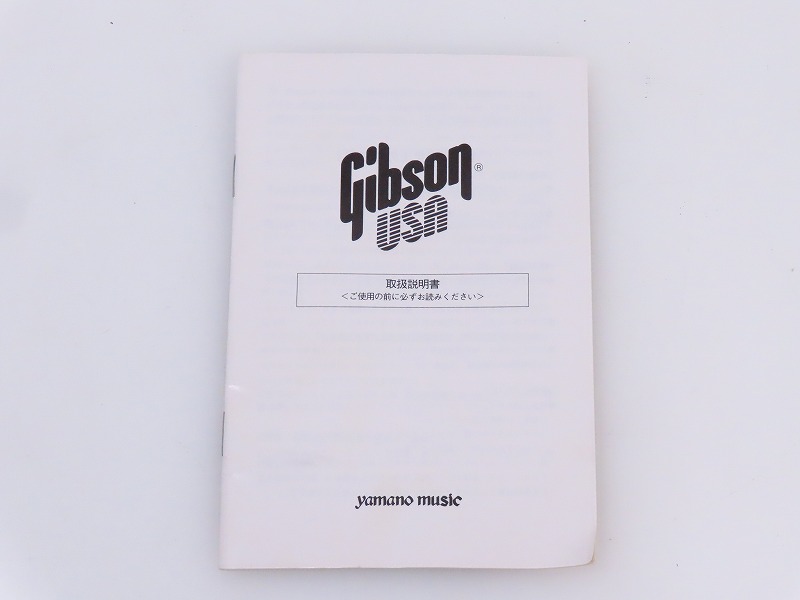 Gibson®
USA
取扱説明書
＜ご使用の前に必ずお読みください＞
yamano music